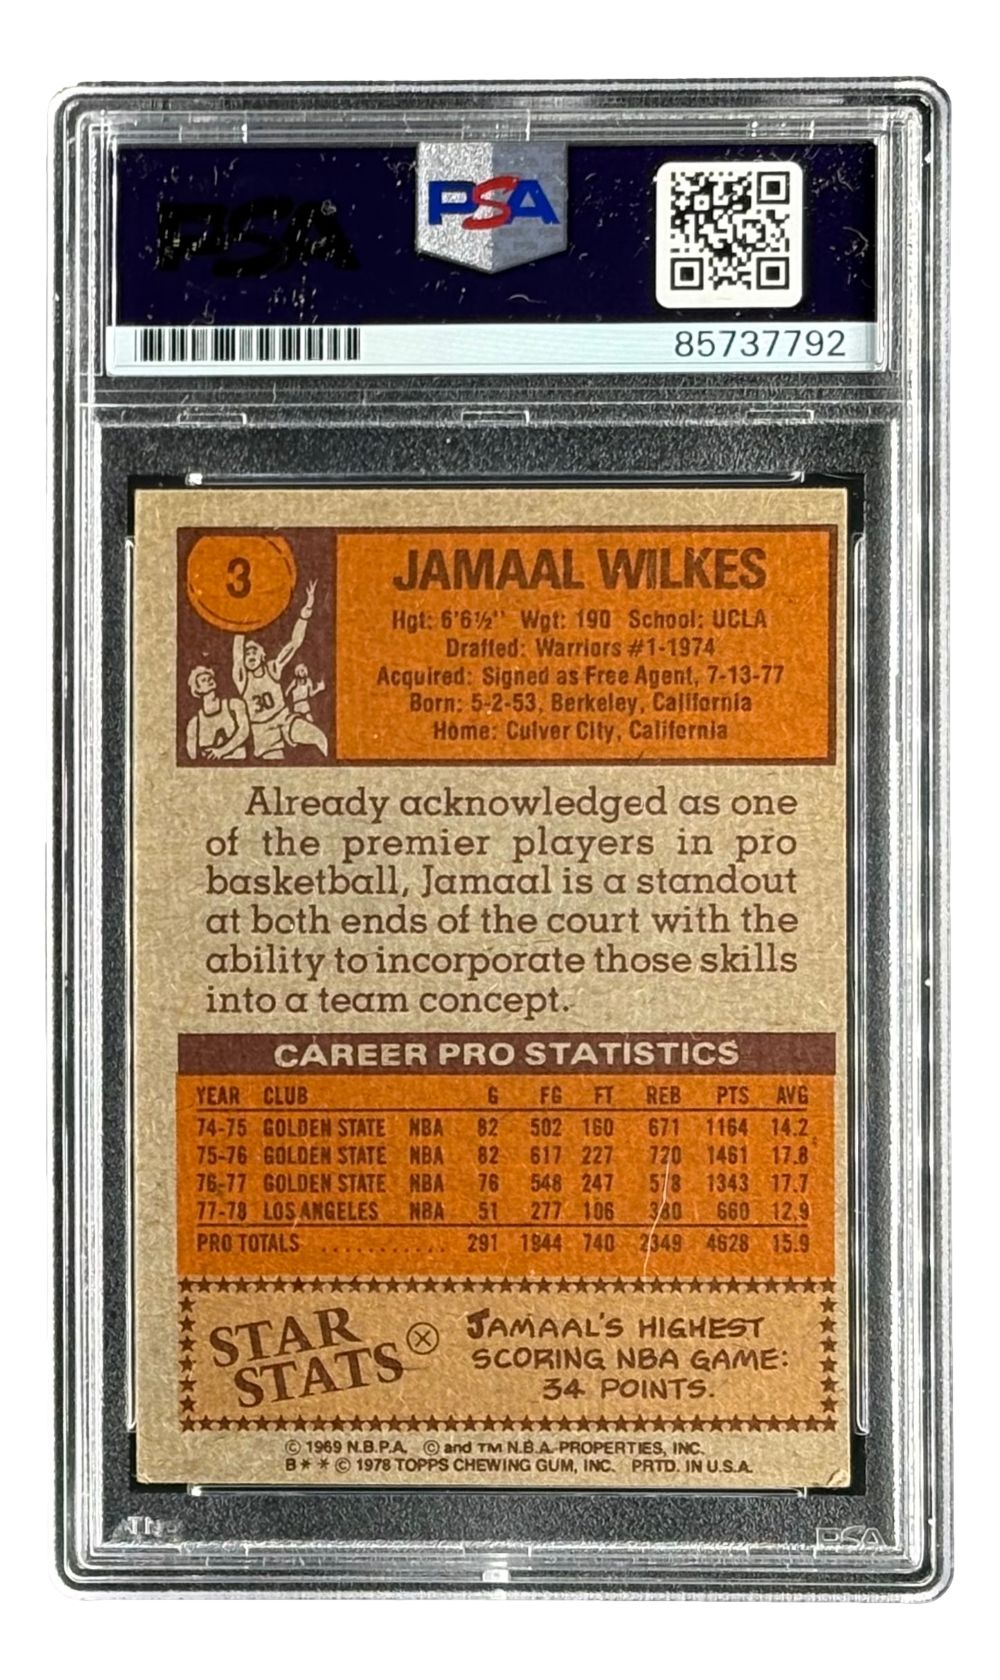 PSA
PSA
85737792
3
JAMAAL WILKES
Hgt: 6'6½" Wgt: 190 School: UCLA
Drafted: Warriors #1-1974
Acquired: Signed as Free Agent, 7-13-77
Born: 5-2-53, Berkeley, California
Home: Culver City, California
30
Already acknowledged as one
of the premier players in pro
basketball, Jamaal is a standout
at both ends of the court with the
ability to incorporate those skills
into a team concept.
CAREER PRO STATISTICS
YEAR CLUB G FG FT REB PTS AVG
74-75 GOLDEN STATE NBA 82 502 160 671 1164 14.2
75-76 GOLDEN STATE NBA 82 617 227 720 1461 17.8
76-77 GOLDEN STATE NBA 76 548 247 578 1343 17.7
77-78 LOS ANGELES NBA 51 277 106 380 660 12.9
PRO TOTALS ........... 291 1944 740 2349 4628 15.9
STAR
STATS
JAMAAL'S HIGHEST
SCORING NBA GAME:
34 POINTS.
© 1969 N.B.P.A. © and TM N.B.A. PROPERTIES, INC.
B * * © 1978 TOPPS CHEWING GUM, INC. PRTD. IN U.S.A.
PSA